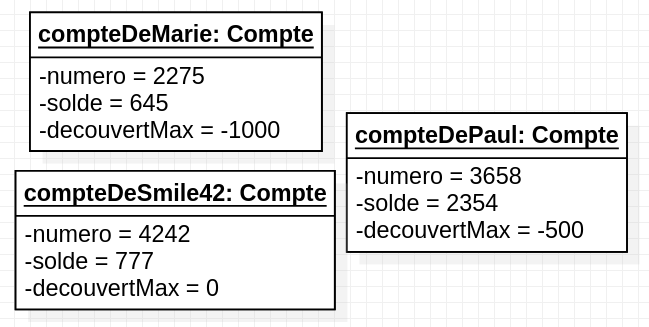 compteDeMarie: Compte
-numero = 2275
-solde = 645
-decouvertMax = -1000
compteDePaul: Compte
-numero = 3658
-solde = 2354
-decouvertMax = -500
compteDeSmile42: Compte
-numero = 4242
-solde = 777
-decouvertMax = 0